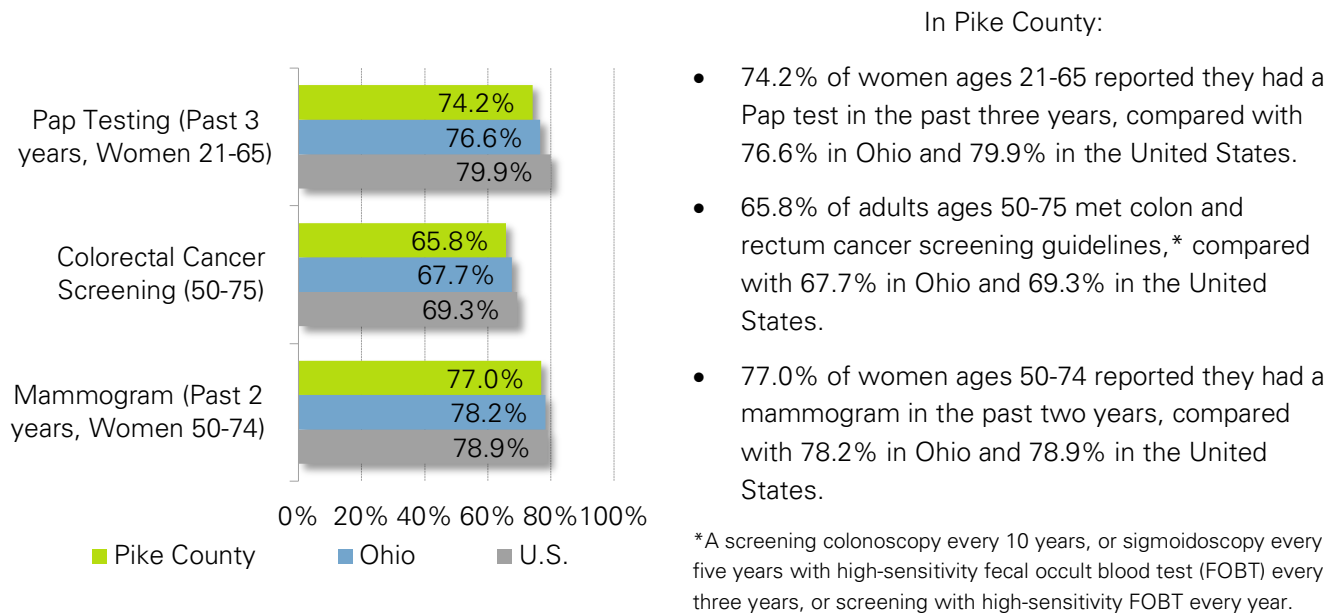 Pap Testing (Past 3
years, Women 21-65)
74.2%
76.6%
79.9%
Colorectal Cancer
Screening (50-75)
65.8%
67.7%
69.3%
Mammogram (Past 2
years, Women 50-74)
77.0%
78.2%
78.9%
0% 20% 40% 60% 80% 100%
Pike County Ohio U.S.
In Pike County:
• 74.2% of women ages 21-65 reported they had a
Pap test in the past three years, compared with
76.6% in Ohio and 79.9% in the United States.
• 65.8% of adults ages 50-75 met colon and
rectum cancer screening guidelines,* compared
with 67.7% in Ohio and 69.3% in the United
States.
• 77.0% of women ages 50-74 reported they had a
mammogram in the past two years, compared
with 78.2% in Ohio and 78.9% in the United
States.
*A screening colonoscopy every 10 years, or sigmoidoscopy every
five years with high-sensitivity fecal occult blood test (FOBT) every
three years, or screening with high-sensitivity FOBT every year.